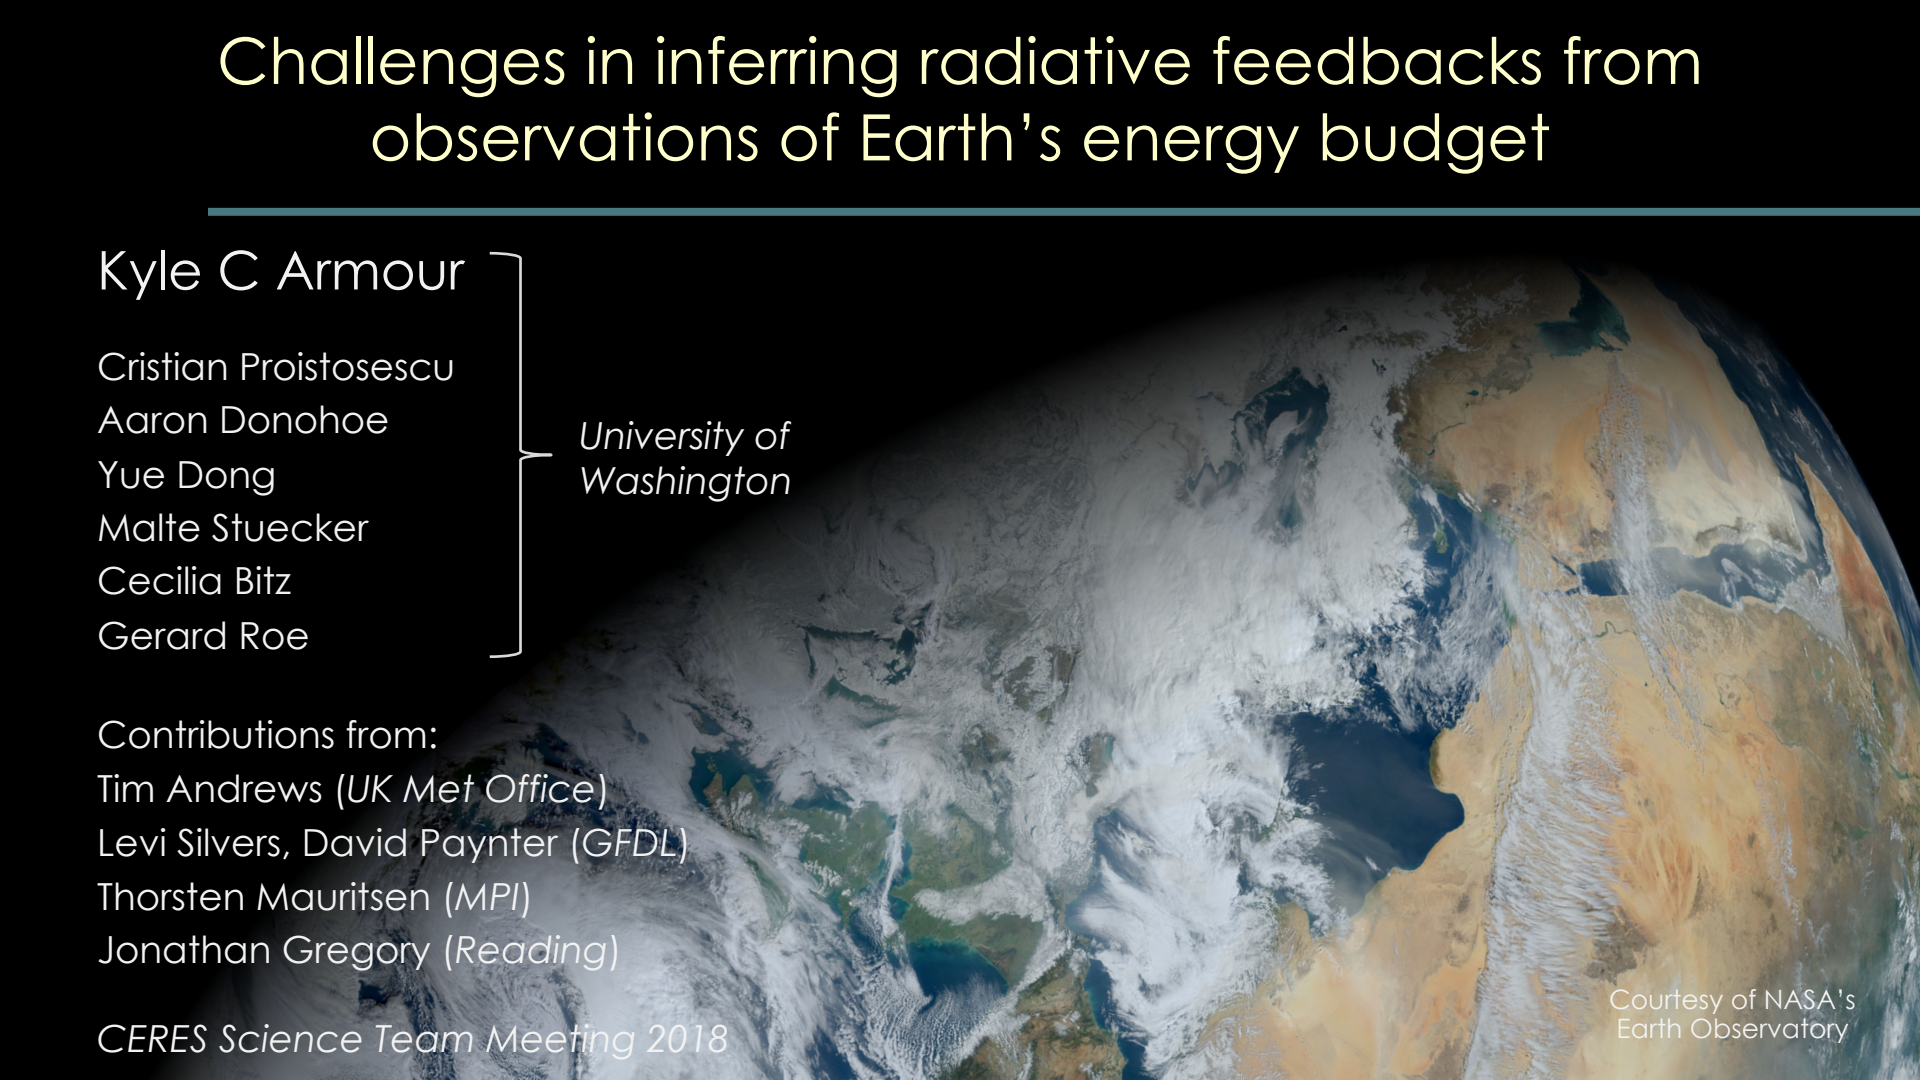 Challenges in inferring radiative feedbacks from
observations of Earth’s energy budget
Kyle C Armour
Cristian Proistosescu
Aaron Donohoe
Yue Dong
Malte Stuecker
Cecilia Bitz
Gerard Roe
University of
Washington
Contributions from:
Tim Andrews (UK Met Office)
Levi Silvers, David Paynter (GFDL)
Thorsten Mauritsen (MPI)
Jonathan Gregory (Reading)
CERES Science Team Meeting 2018
Courtesy of NASA’s
Earth Observatory